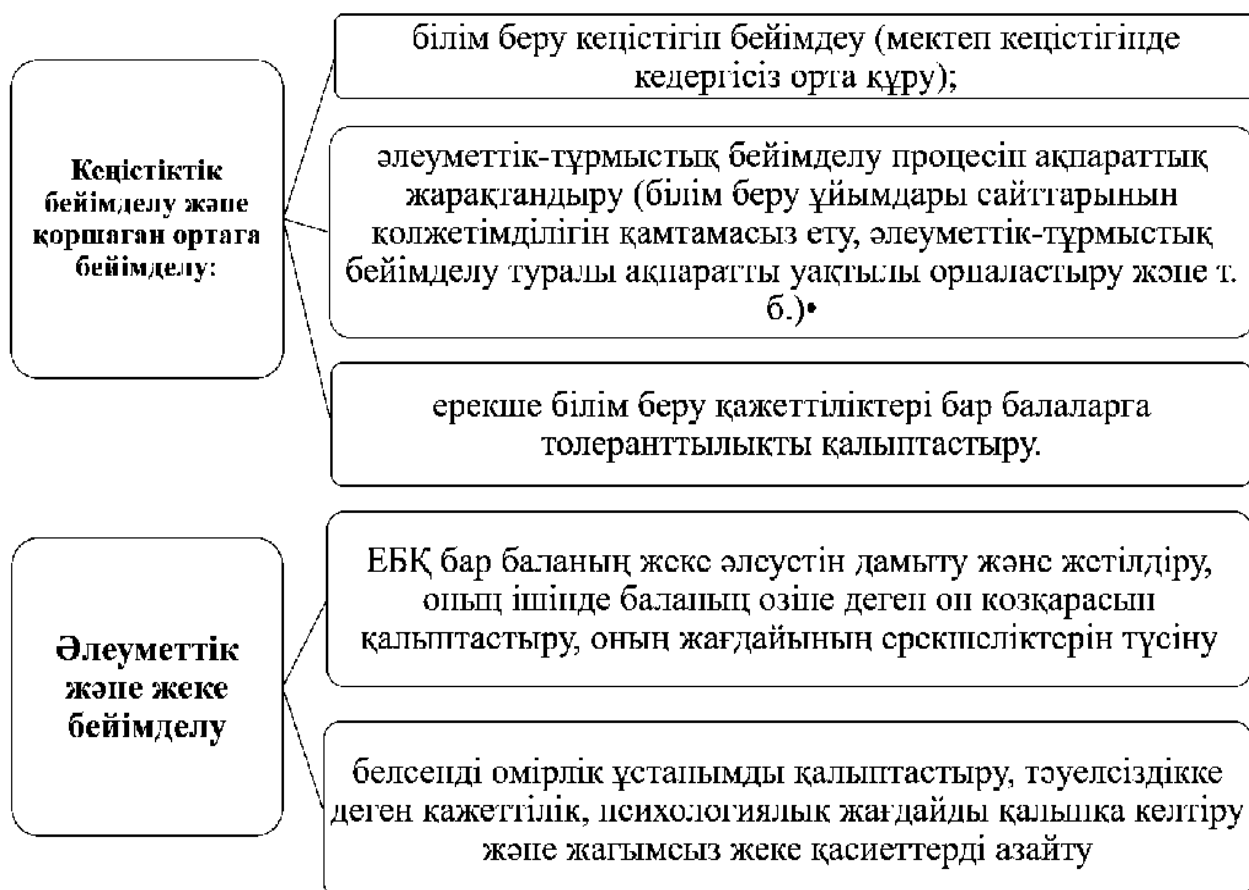 білім беру кеңістігін бейімдеу (мектеп кеңістігінде
кедергісіз орта құру);
Кеңістіктік
бейімделу және
қоршаған ортаға
бейімделу:
әлеуметтік-тұрмыстық бейімделу процесін ақпараттық
жарақтандыру (білім беру ұйымдары сайттарының
қолжетімділігін қамтамасыз ету, әлеуметтік-тұрмыстық
бейімделу туралы ақпаратты уақтылы орналастыру және т.
б.)•
ерекше білім беру қажеттіліктері бар балаларға
толеранттылықты қалыптастыру.
Әлеуметтік
және жеке
бейімделу
ЕБҚ бар баланың жеке әлеуетін дамыту және жетілдіру,
оның ішінде баланың өзіне деген оң көзқарасын
қалыптастыру, оның жағдайының ерекшеліктерін түсіну
белсенді өмірлік ұстанымды қалыптастыру, тәуелсіздікке
деген қажеттілік, психологиялық жағдайды қалыпқа келтіру
және жағымсыз жеке қасиеттерді азайту